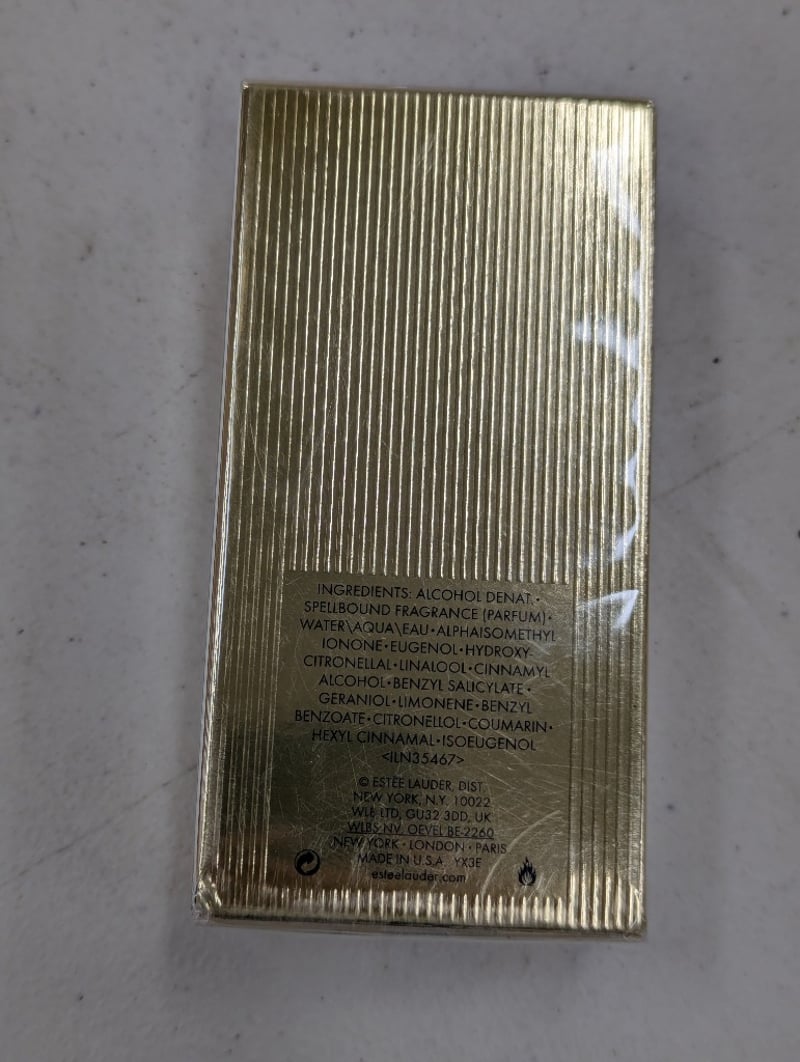 INGREDIENTS: ALCOHOL DENAT.•
SPELLBOUND FRAGRANCE (PARFUM)•
WATER\AQUA\EAU•ALPHAISOMETHYL
IONONE•EUGENOL•HYDROXY-
CITRONELLAL•LINALOOL•CINNAMYL
ALCOHOL•BENZYL SALICYLATE•
GERANIOL•LIMONENE•BENZYL
BENZOATE•CITRONELLOL•COUMARIN•
HEXYL CINNAMAL•ISOEUGENOL
<ILN35467>
© ESTÉE LAUDER, DIST.
NEW YORK, N.Y. 10022
WLE LTD, GU32 3DD, UK
WLBS NV. OEVEL BE-2260
NEW YORK • LONDON • PARIS
MADE IN U.S.A. YX3E
esteelauder.com